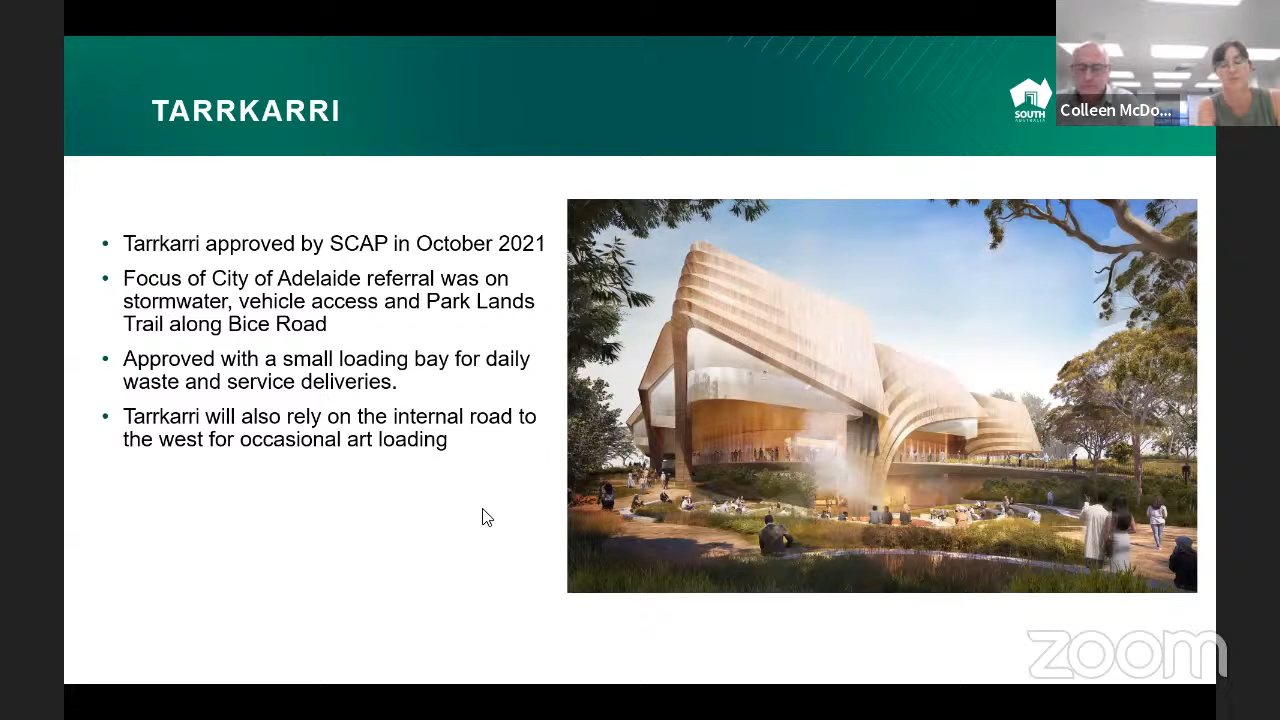 TARRKARRI
SOUTH
AUSTRALIA
Colleen McDo...
• Tarrkarri approved by SCAP in October 2021
• Focus of City of Adelaide referral was on
stormwater, vehicle access and Park Lands
Trail along Bice Road
• Approved with a small loading bay for daily
waste and service deliveries.
• Tarrkarri will also rely on the internal road to
the west for occasional art loading
zoom